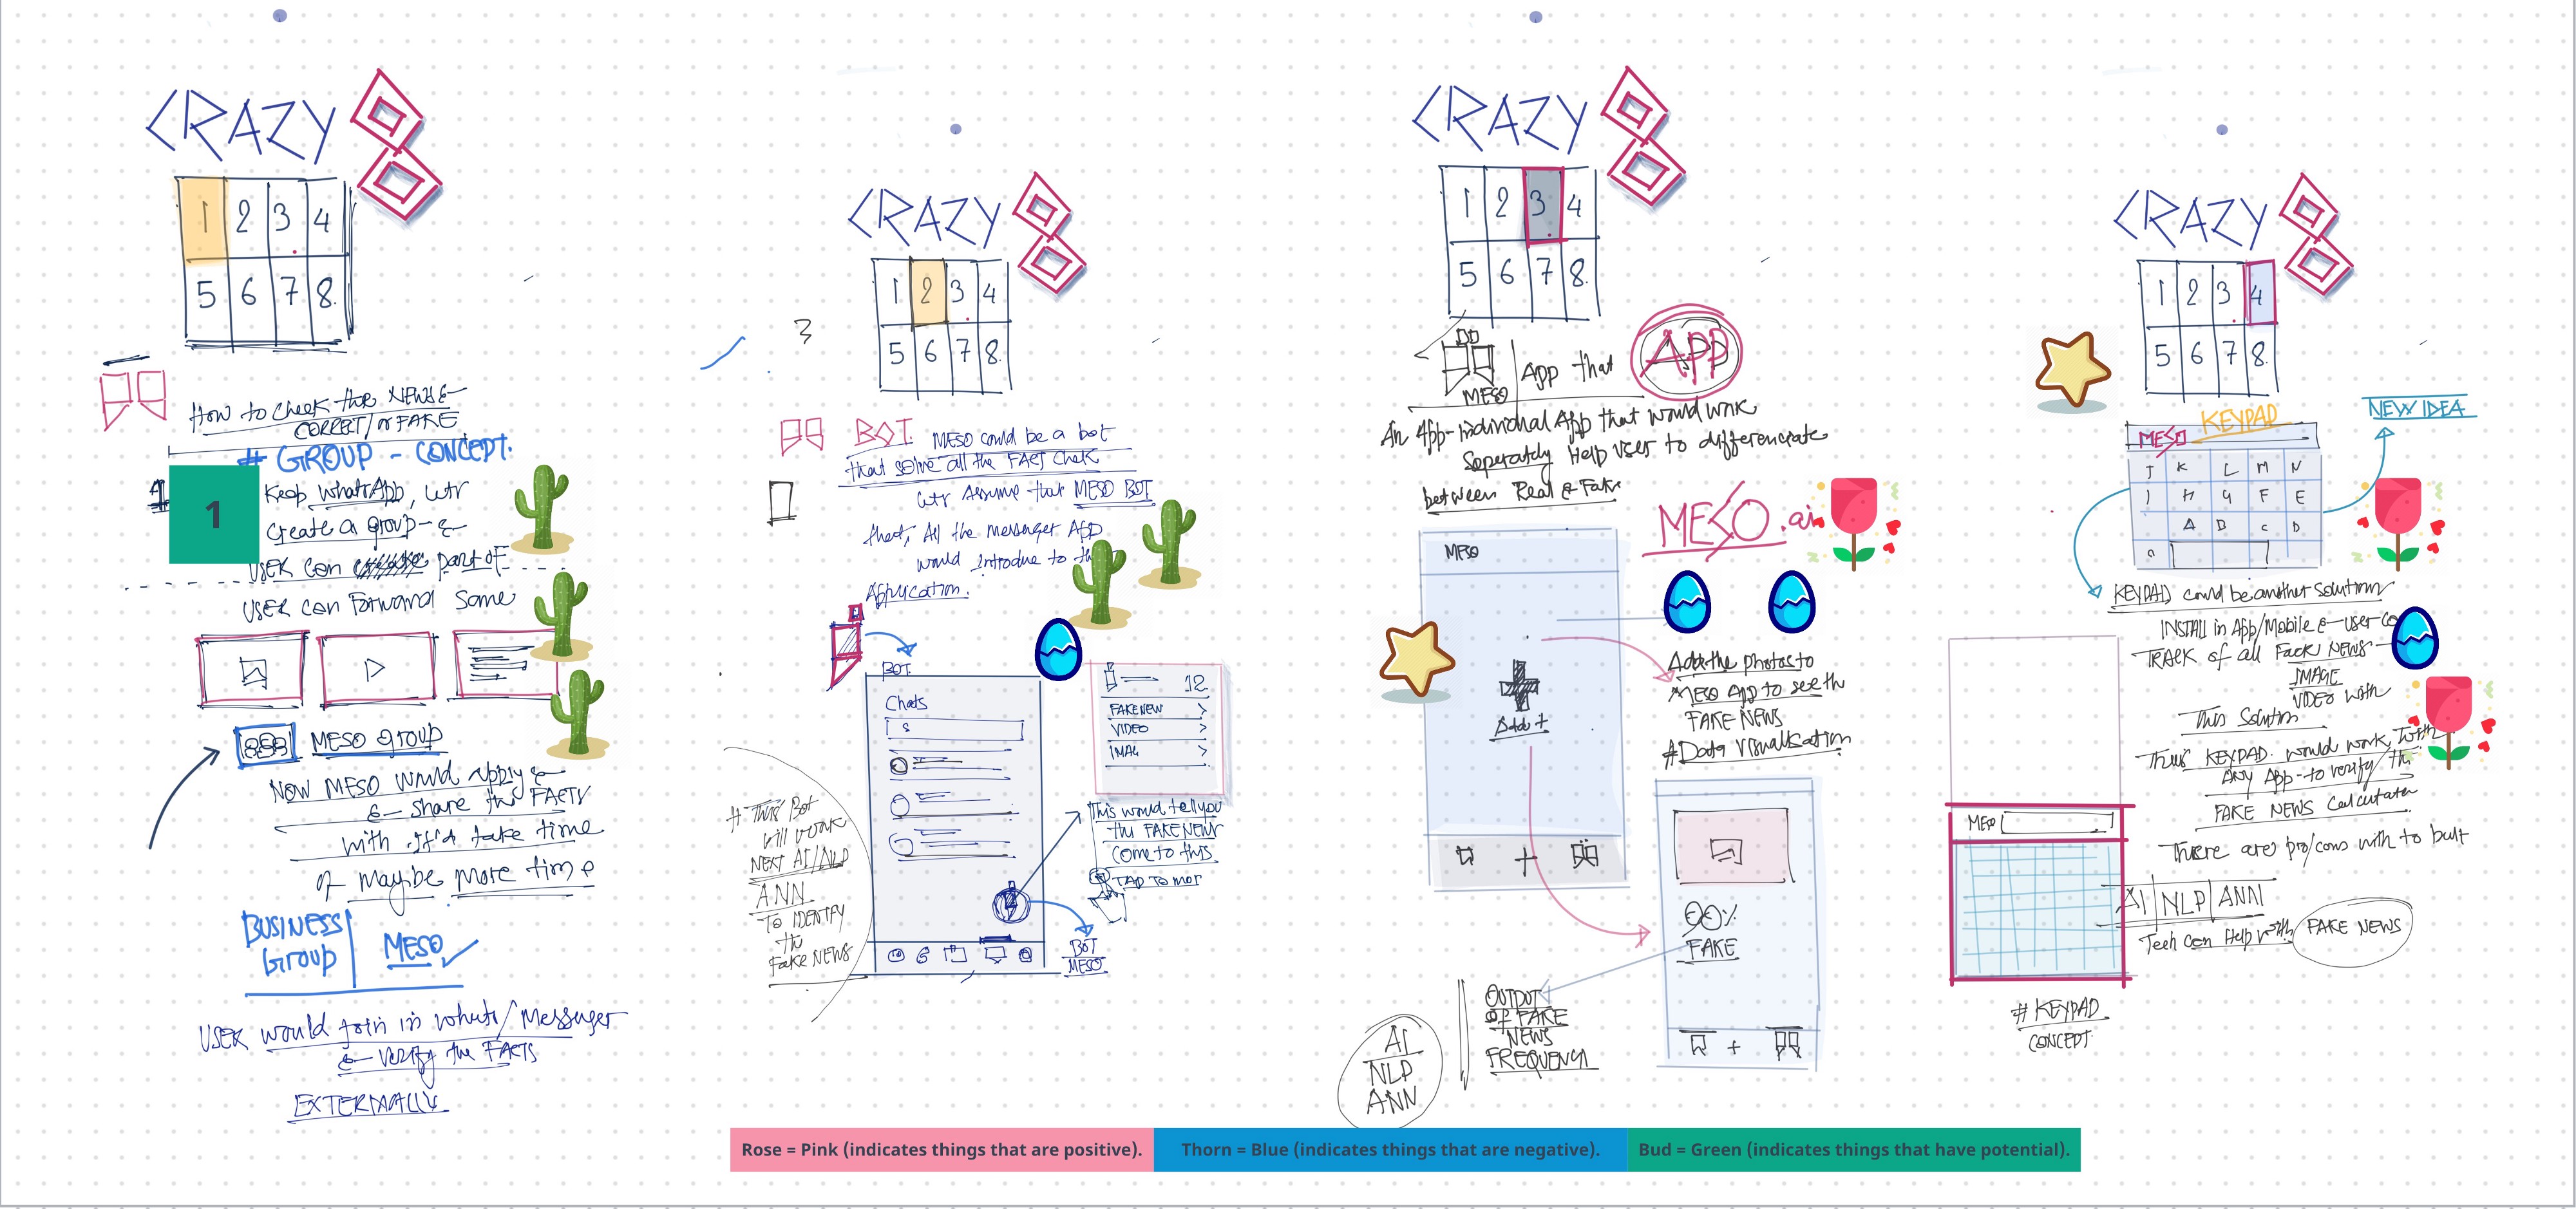 CRAZY 8
1 2 3 4
5 6 7 8
HOW to check the NEWS
CORRECT/or FAKE
# GROUP - CONCEPT.
1
Keep WhatsApp,
Create a group
USER can part of
USER can Forward Same
MESO group
NOW MESO would apply &
& share the FACTS
with it'd take time
or maybe more time
BUSINESS Group | MESO
USER would join in whats/Messenger
& verify the FACTS
EXTERNALLY
CRAZY 8
1 2 3 4
5 6 7 8
3
BOT. MESO could be a bot
that solve all the FACT chek
Assume that MESO BOT
that, All the messenger App
would Introduce to the
Application.
BOT
Chats
S
12
FAKE NEW >
VIDEO >
IMAG >
# This Bot
will work
NEXT AI/NLP
ANN
TO IDENTIFY
the
Fake NEWS
This would tell you
the FAKE NEWS
come to this
TAP TO
BOT
MESO
CRAZY 8
1 2 3 4
5 6 7 8
MESO
App that
APP
An App-individual App that would work
Seperately Help user to differenciate
between Real & Fake
MESO.ai
MESO
Add +
Add the photos to
MESO App to see the
FAKE NEWS
# Data Visualisation
90%
FAKE
OUTPUT
of FAKE
NEWS
FREQUENCY
AI
NLP
ANN
CRAZY 8
1 2 3 4
5 6 7 8
NEW IDEA
KEYPAD
MESO
J K L M N
I H G F E
A B C D
KEYPAD could be another solution
INSTALL in App/Mobile & user
TRACK of all Fack NEWS
IMAGE
VIDEO with
This Solution
This KEYPAD. would work, with
Any App-to verify/the
FAKE NEWS Calculator
There are pro/cons with to built
MESO
AI | NLP | ANN
Tech Can Help with FAKE NEWS
# KEYPAD
CONCEPT
Rose = Pink (indicates things that are positive).
Thorn = Blue (indicates things that are negative).
Bud = Green (indicates things that have potential).